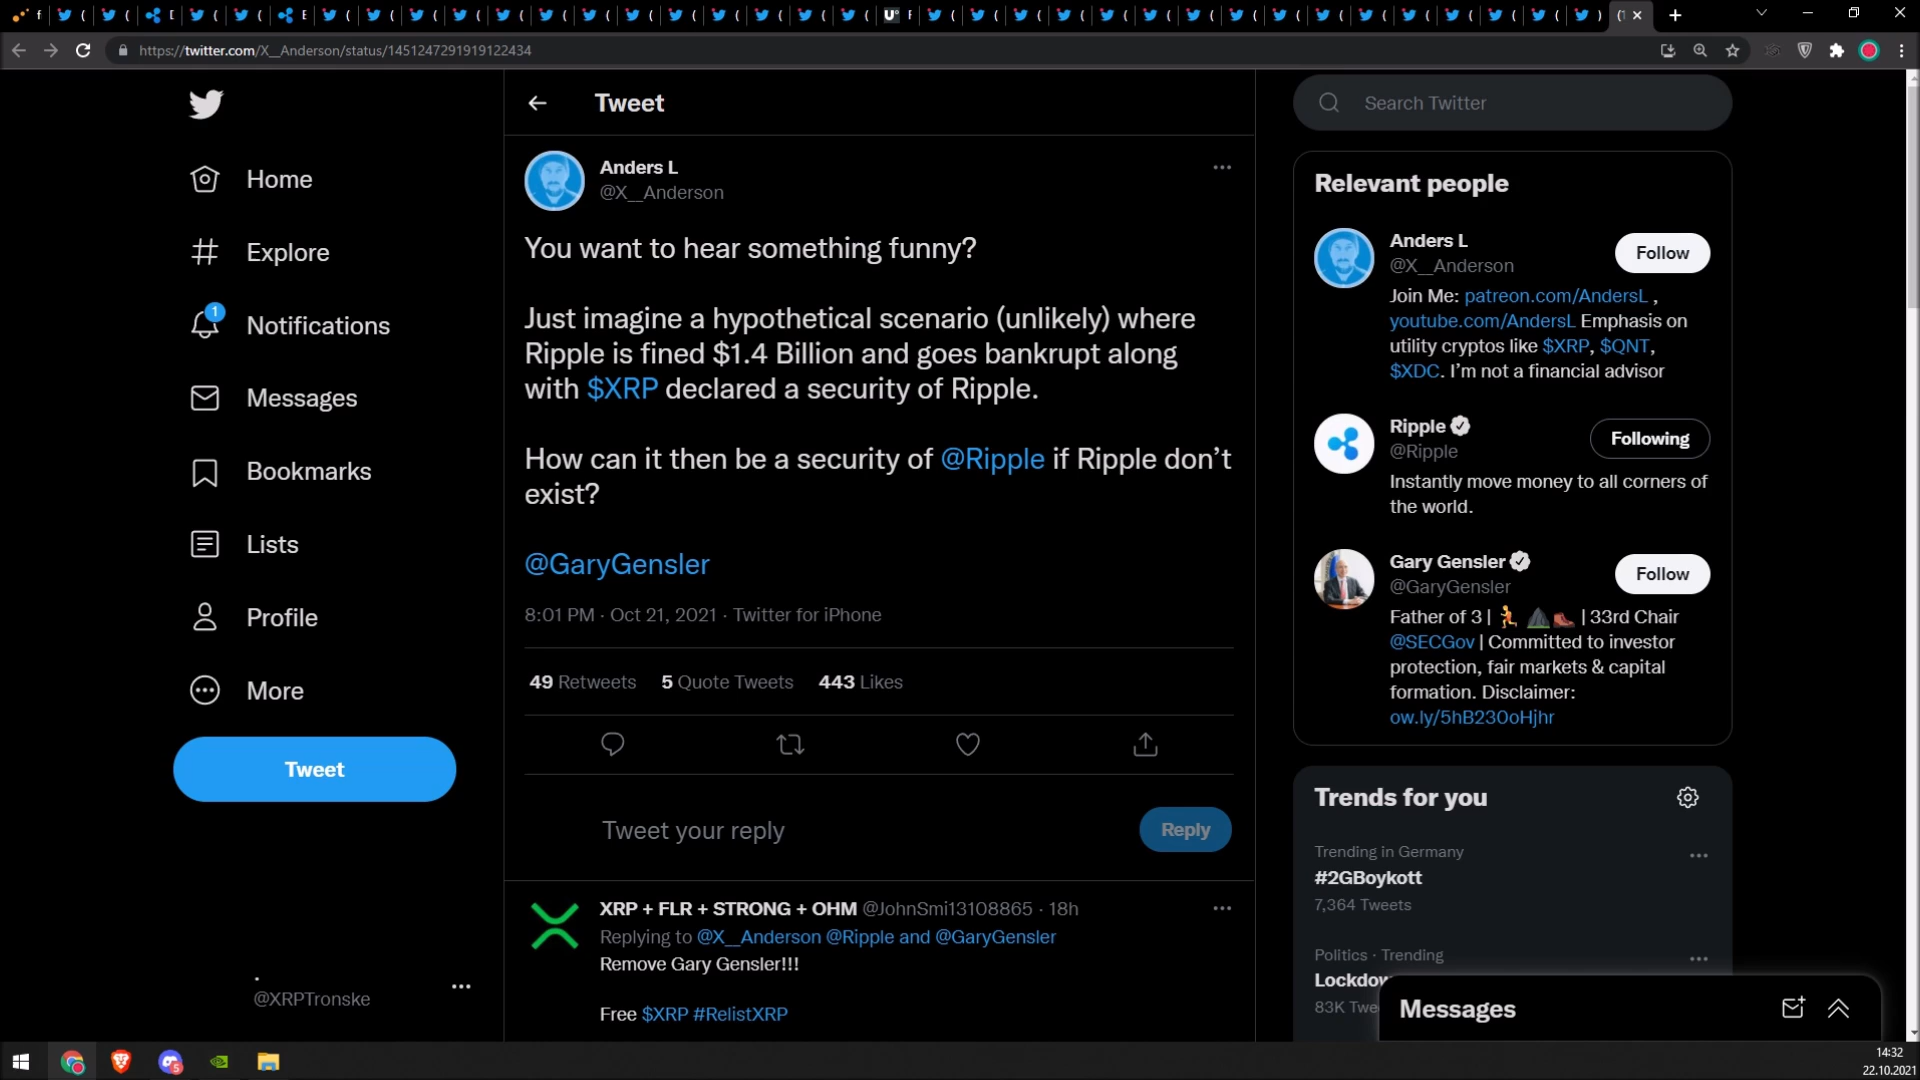 https://twitter.com/X__Anderson/status/1451247291919122434
Home
Explore
1
Notifications
Messages
Bookmarks
Lists
Profile
More
Tweet
.
@XRPTronske
Tweet
Anders L
@X__Anderson
You want to hear something funny?
Just imagine a hypothetical scenario (unlikely) where
Ripple is fined $1.4 Billion and goes bankrupt along
with $XRP declared a security of Ripple.
How can it then be a security of @Ripple if Ripple don’t
exist?
@GaryGensler
8:01 PM · Oct 21, 2021 · Twitter for iPhone
49 Retweets 5 Quote Tweets 443 Likes
Tweet your reply
Reply
XRP + FLR + STRONG + OHM @JohnSmi13108865 · 18h
Replying to @X__Anderson @Ripple and @GaryGensler
Remove Gary Gensler!!!
Free $XRP #RelistXRP
Search Twitter
Relevant people
Anders L
@X__Anderson
Follow
Join Me: patreon.com/AndersL ,
youtube.com/AndersL Emphasis on
utility cryptos like $XRP, $QNT,
$XDC. I’m not a financial advisor
Ripple
@Ripple
Following
Instantly move money to all corners of
the world.
Gary Gensler
@GaryGensler
Follow
Father of 3 | | 33rd Chair
@SECGov | Committed to investor
protection, fair markets & capital
formation. Disclaimer:
ow.ly/5hB230oHjhr
Trends for you
Trending in Germany
#2GBoykott
7,364 Tweets
Politics · Trending
83K
Messages
14:32
22.10.2021